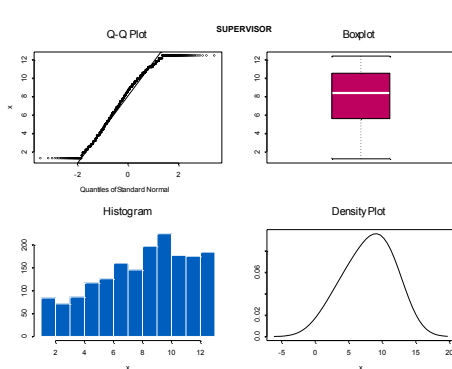 SUPERVISOR
Q-Q Plot
12
10
8
6
4
2
x
-2 0 2
Quantiles of Standard Normal
Boxplot
12
10
8
6
4
2
Histogram
200
150
100
50
0
2 4 6 8 10 12
x
Density Plot
0.06
0.02
0.0
-5 0 5 10 15 20
x